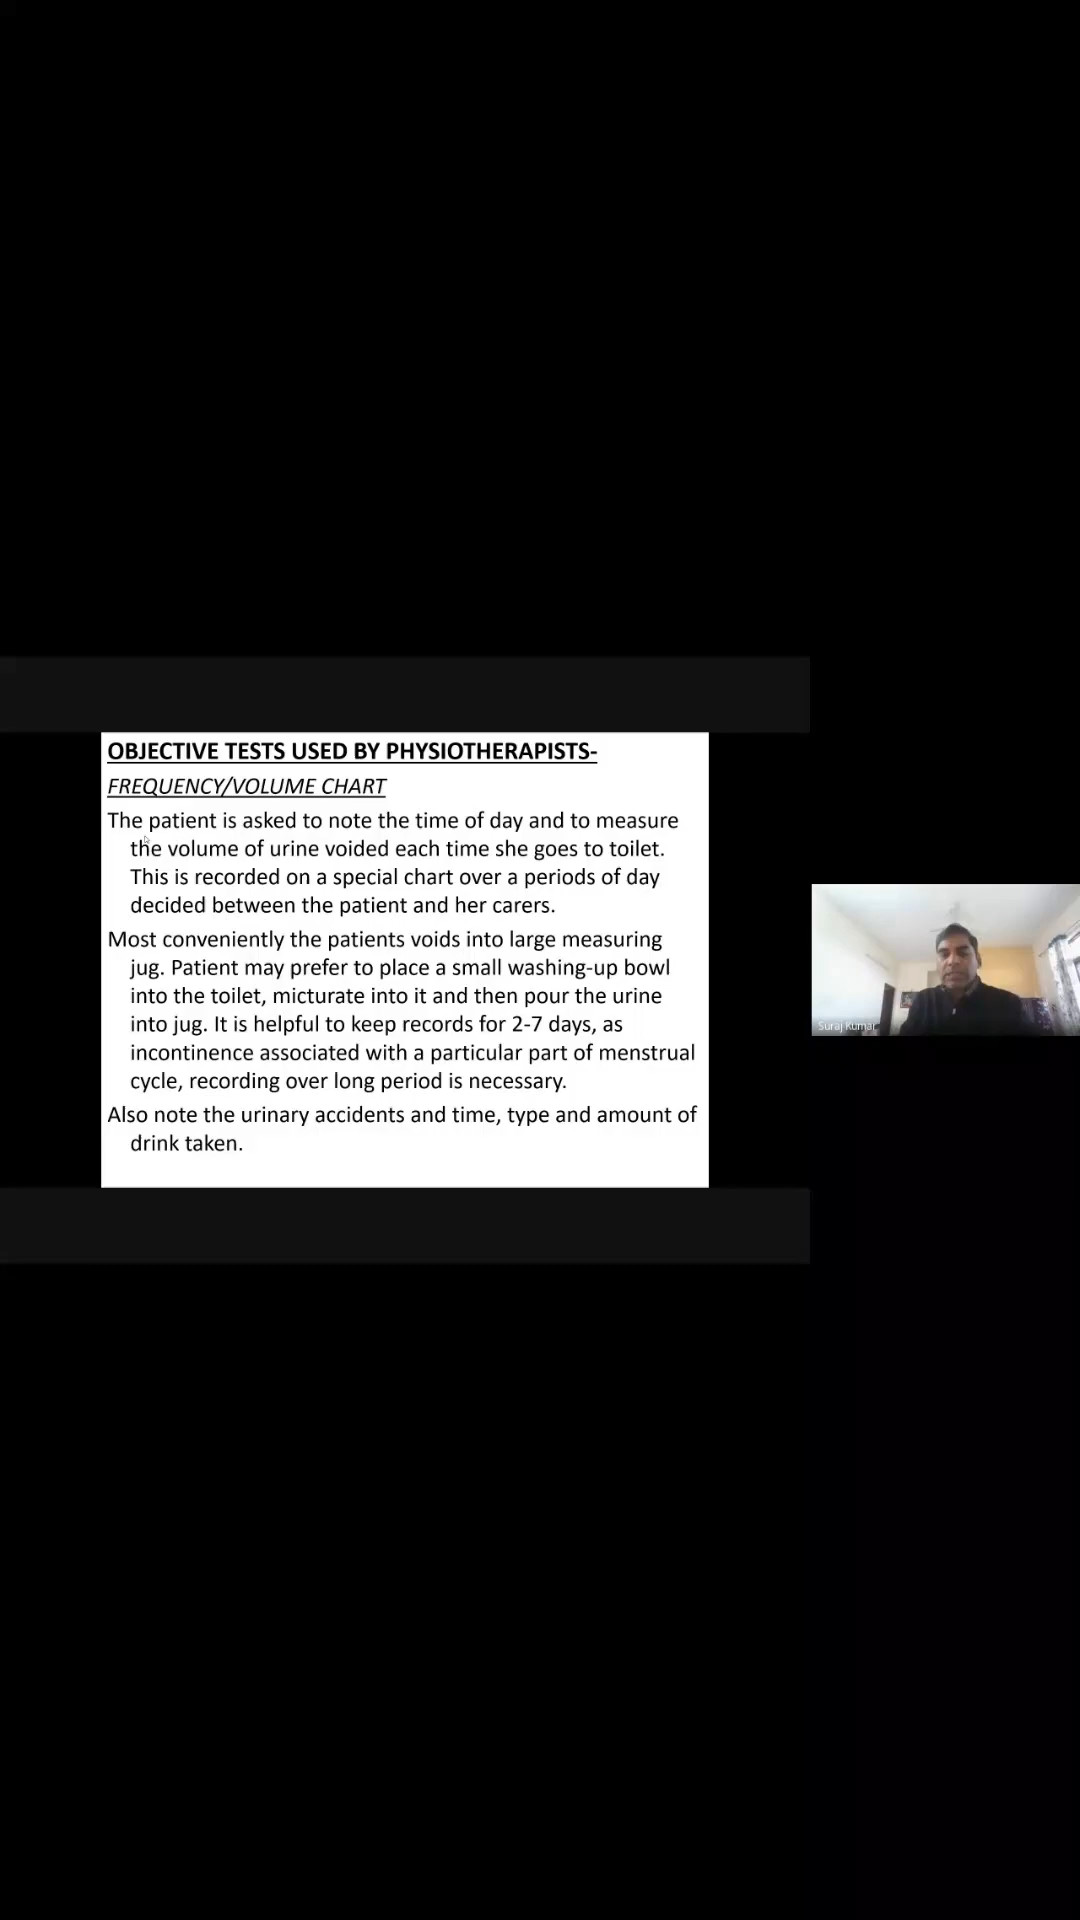 OBJECTIVE TESTS USED BY PHYSIOTHERAPISTS-
FREQUENCY/VOLUME CHART
The patient is asked to note the time of day and to measure
the volume of urine voided each time she goes to toilet.
This is recorded on a special chart over a periods of day
decided between the patient and her carers.
Most conveniently the patients voids into large measuring
jug. Patient may prefer to place a small washing-up bowl
into the toilet, micturate into it and then pour the urine
into jug. It is helpful to keep records for 2-7 days, as
incontinence associated with a particular part of menstrual
cycle, recording over long period is necessary.
Also note the urinary accidents and time, type and amount of
drink taken.
Suraj Kumar